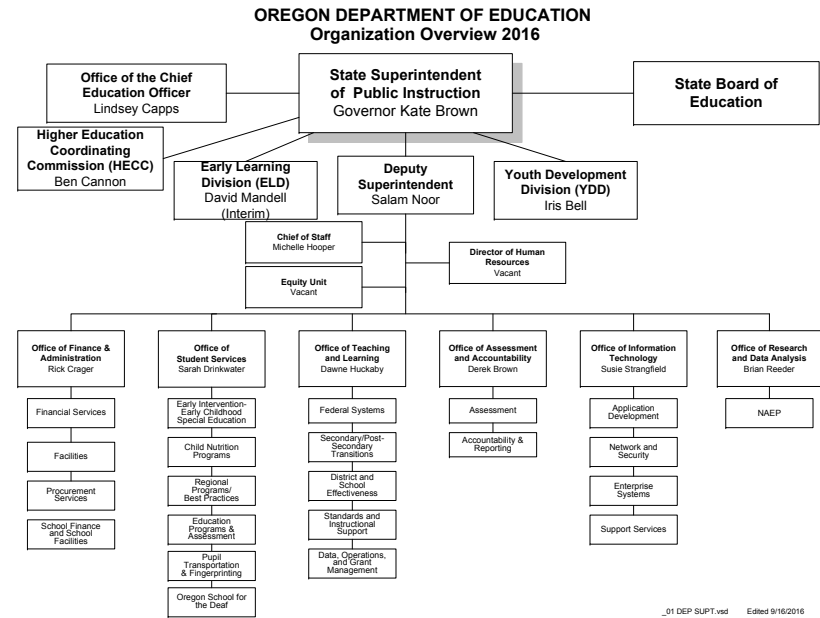 OREGON DEPARTMENT OF EDUCATION
Organization Overview 2016
Office of the Chief
Education Officer
Lindsey Capps
State Superintendent
of Public Instruction
Governor Kate Brown
State Board of
Education
Higher Education
Coordinating
Commission (HECC)
Ben Cannon
Early Learning
Division (ELD)
David Mandell
(Interim)
Deputy
Superintendent
Salam Noor
Youth Development
Division (YDD)
Iris Bell
Chief of Staff
Michelle Hooper
Director of Human
Resources
Vacant
Equity Unit
Vacant
Office of Finance &
Administration
Rick Crager
Office of
Student Services
Sarah Drinkwater
Office of Teaching
and Learning
Dawne Huckaby
Office of Assessment
and Accountability
Derek Brown
Office of Information
Technology
Susie Strangfield
Office of Research
and Data Analysis
Brian Reeder
Financial Services
Facilities
Procurement
Services
School Finance
and School
Facilities
Early Intervention-
Early Childhood
Special Education
Child Nutrition
Programs
Regional
Programs/
Best Practices
Education
Programs &
Assessment
Pupil
Transportation
& Fingerprinting
Oregon School for
the Deaf
Federal Systems
Secondary/Post-
Secondary
Transitions
District and
School
Effectiveness
Standards and
Instructional
Support
Data, Operations,
and Grant
Management
Assessment
Accountability &
Reporting
Application
Development
Network and
Security
Enterprise
Systems
Support Services
NAEP
_01 DEP SUPT.vsd Edited 9/16/2016